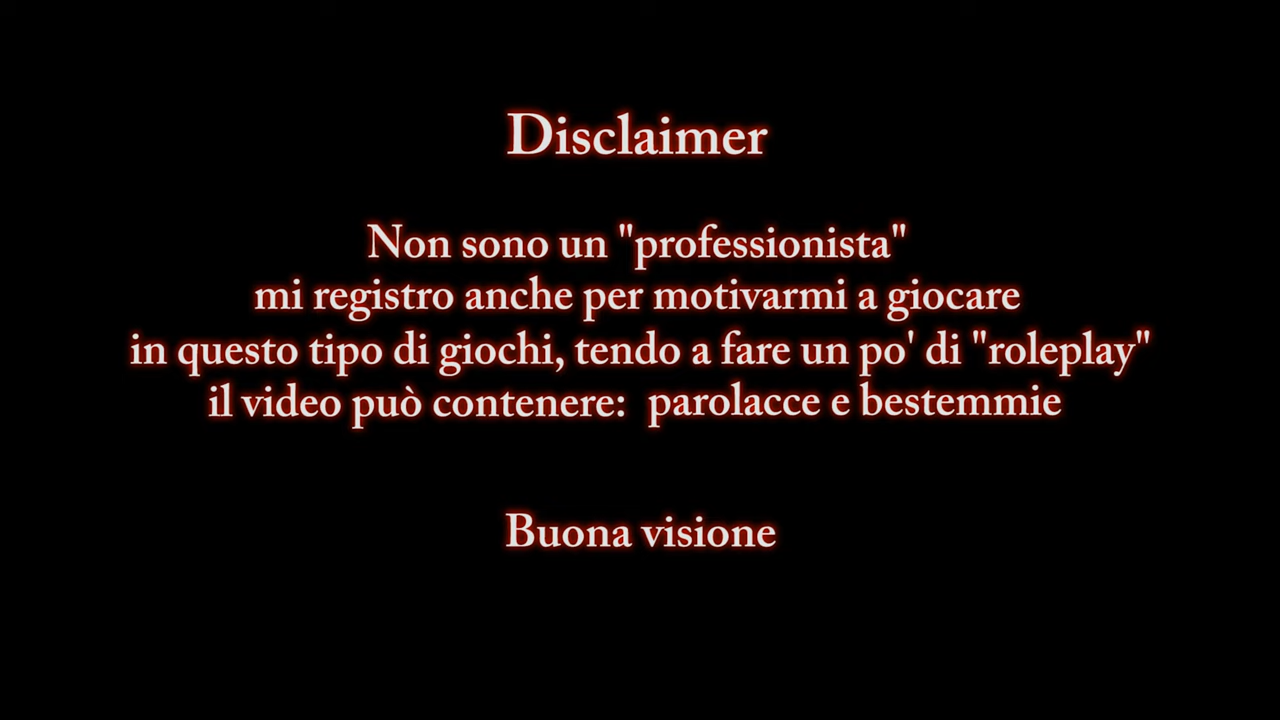 Disclaimer
Non sono un "professionista"
mi registro anche per motivarmi a giocare
in questo tipo di giochi, tendo a fare un po' di "roleplay"
il video può contenere:  parolacce e bestemmie
Buona visione